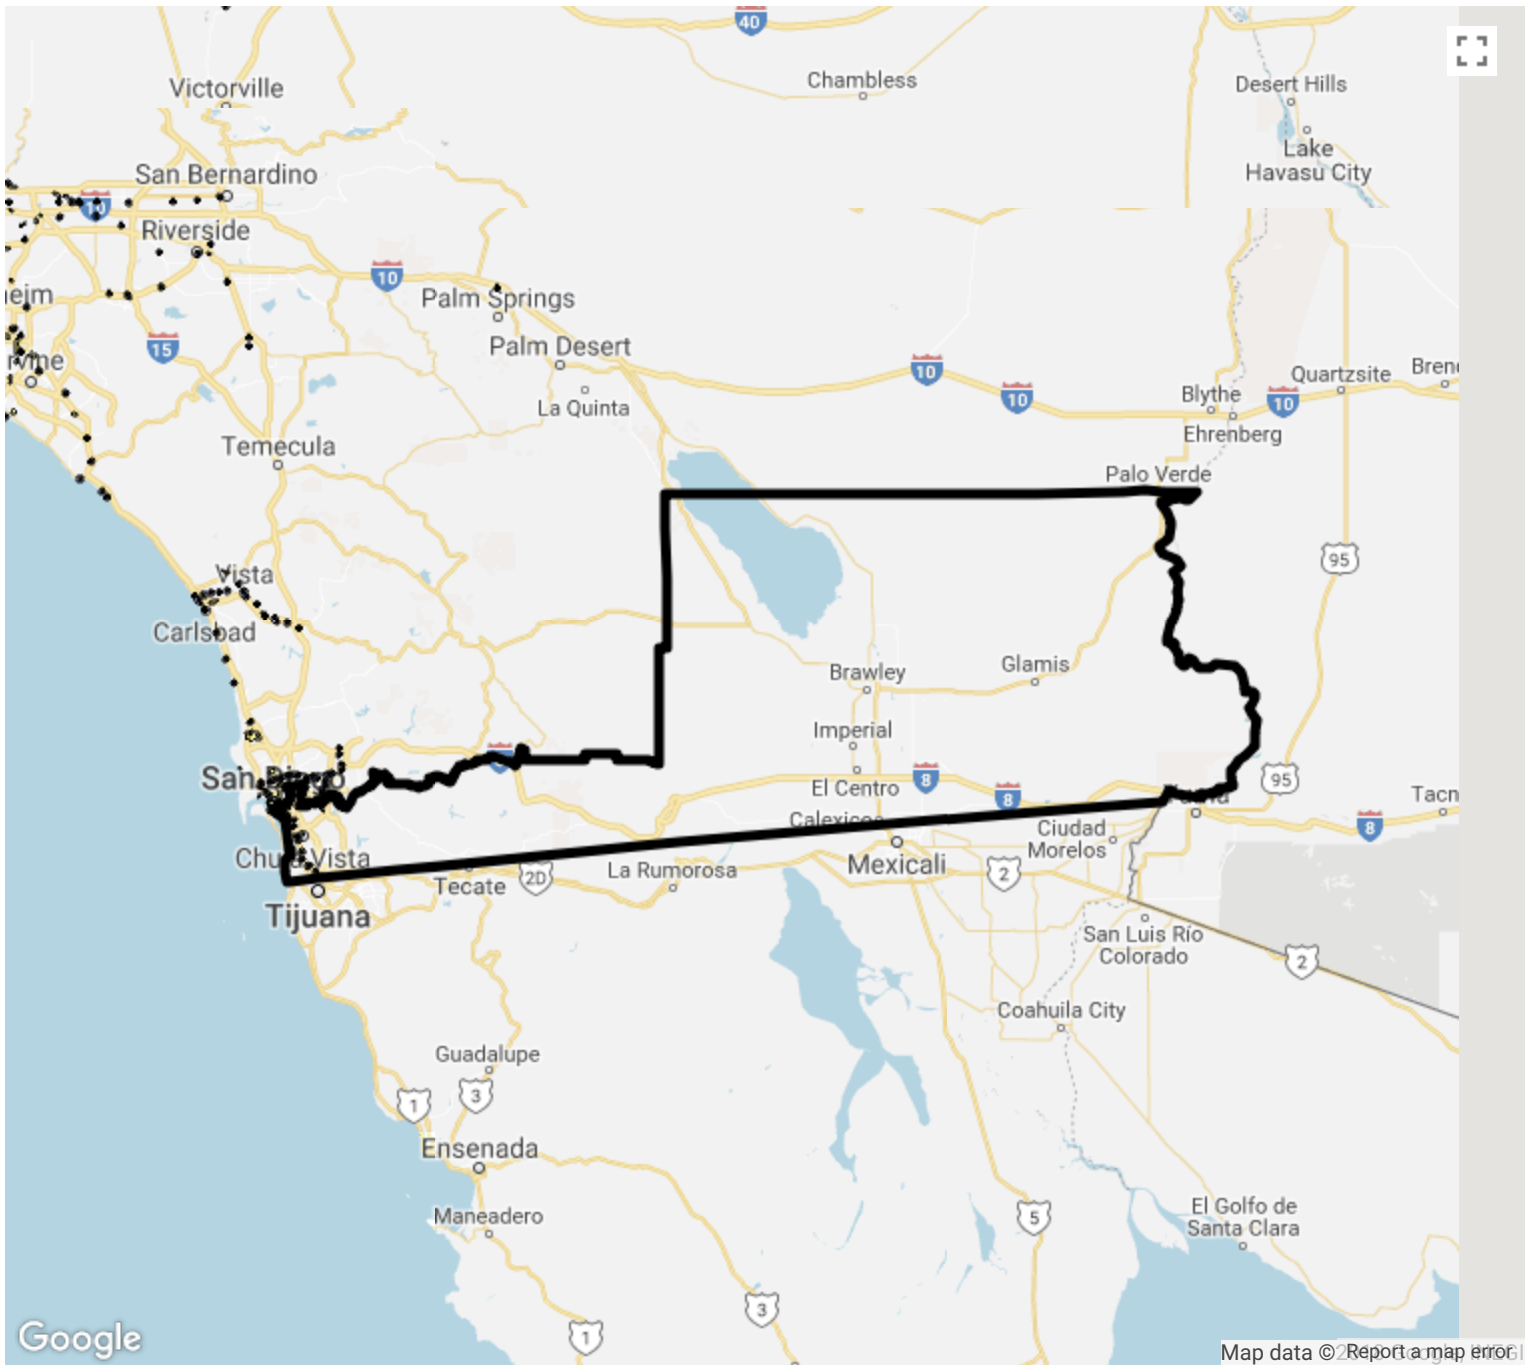 40
Victorville
Chambless
Desert Hills
Lake
Havasu City
San Bernardino
10
Riverside
10
Palm Springs
eim
15
Palm Desert
10
Quartzsite
La Quinta
10
Blythe
10
Ehrenberg
Temecula
Palo Verde
95
Vista
Carlsbad
Brawley
Glamis
Imperial
San Diego
El Centro
8
8
95
Calexico
8
Chula Vista
Ciudad
Morelos
Tecate
2D
La Rumorosa
Mexicali
2
Tijuana
San Luis Río
Colorado
2
Coahuila City
Guadalupe
1
3
Ensenada
Maneadero
5
El Golfo de
Santa Clara
3
1
Google
Map data © Report a map error